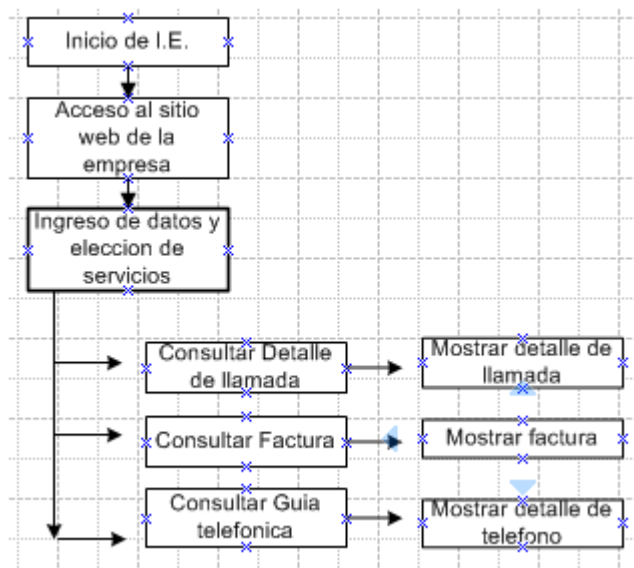 Inicio de I.E.
Acceso al sitio
web de la
empresa
Ingreso de datos y
eleccion de
servicios
Consultar Detalle
de llamada
Mostrar detalle de
llamada
Consultar Factura
Mostrar factura
Consultar Guia
telefonica
Mostrar detalle de
telefono